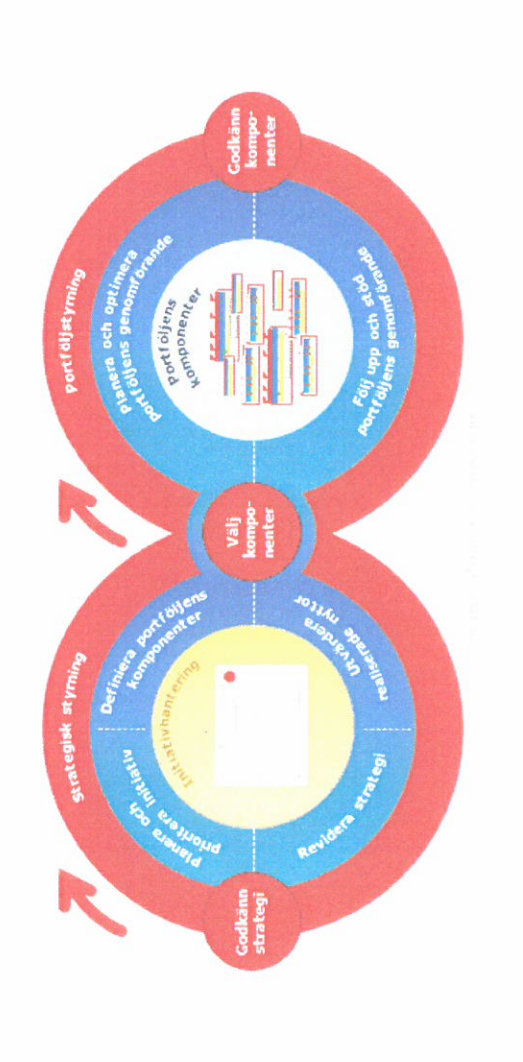 Strategisk styrning
Portföljstyrning
Planera och
prioritera initiativ
Definiera portföljens
komponenter
Planera och optimera
portföljens genomförande
Initiativhantering
Portföljens
komponenter
Godkänn
strategi
Välj
kompo-
nenter
Godkänn
kompo-
nenter
Revidera strategi
Utvärdera
realiserade nyttor
Följ upp och stöd
portföljens genomförande